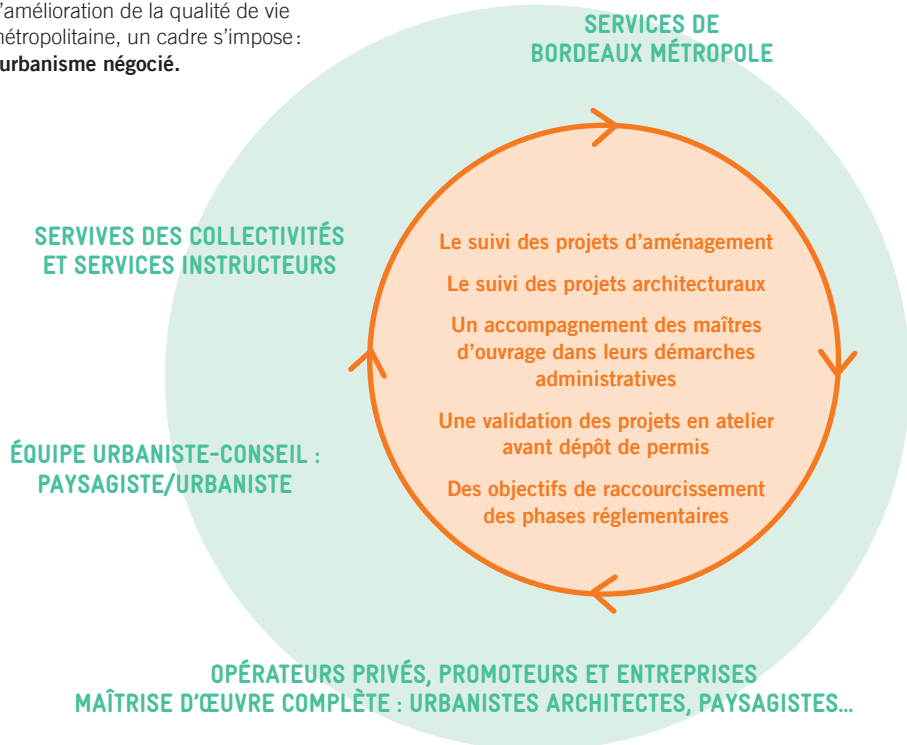 l'amélioration de la qualité de vie
métropolitaine, un cadre s'impose :
urbanisme négocié.
SERVICES DE
BORDEAUX MÉTROPOLE
SERVIVES DES COLLECTIVITÉS
ET SERVICES INSTRUCTEURS
ÉQUIPE URBANISTE-CONSEIL :
PAYSAGISTE/URBANISTE
Le suivi des projets d'aménagement
Le suivi des projets architecturaux
Un accompagnement des maîtres
d'ouvrage dans leurs démarches
administratives
Une validation des projets en atelier
avant dépôt de permis
Des objectifs de raccourcissement
des phases réglementaires
OPÉRATEURS PRIVÉS, PROMOTEURS ET ENTREPRISES
MAÎTRISE D'ŒUVRE COMPLÈTE : URBANISTES ARCHITECTES, PAYSAGISTES...